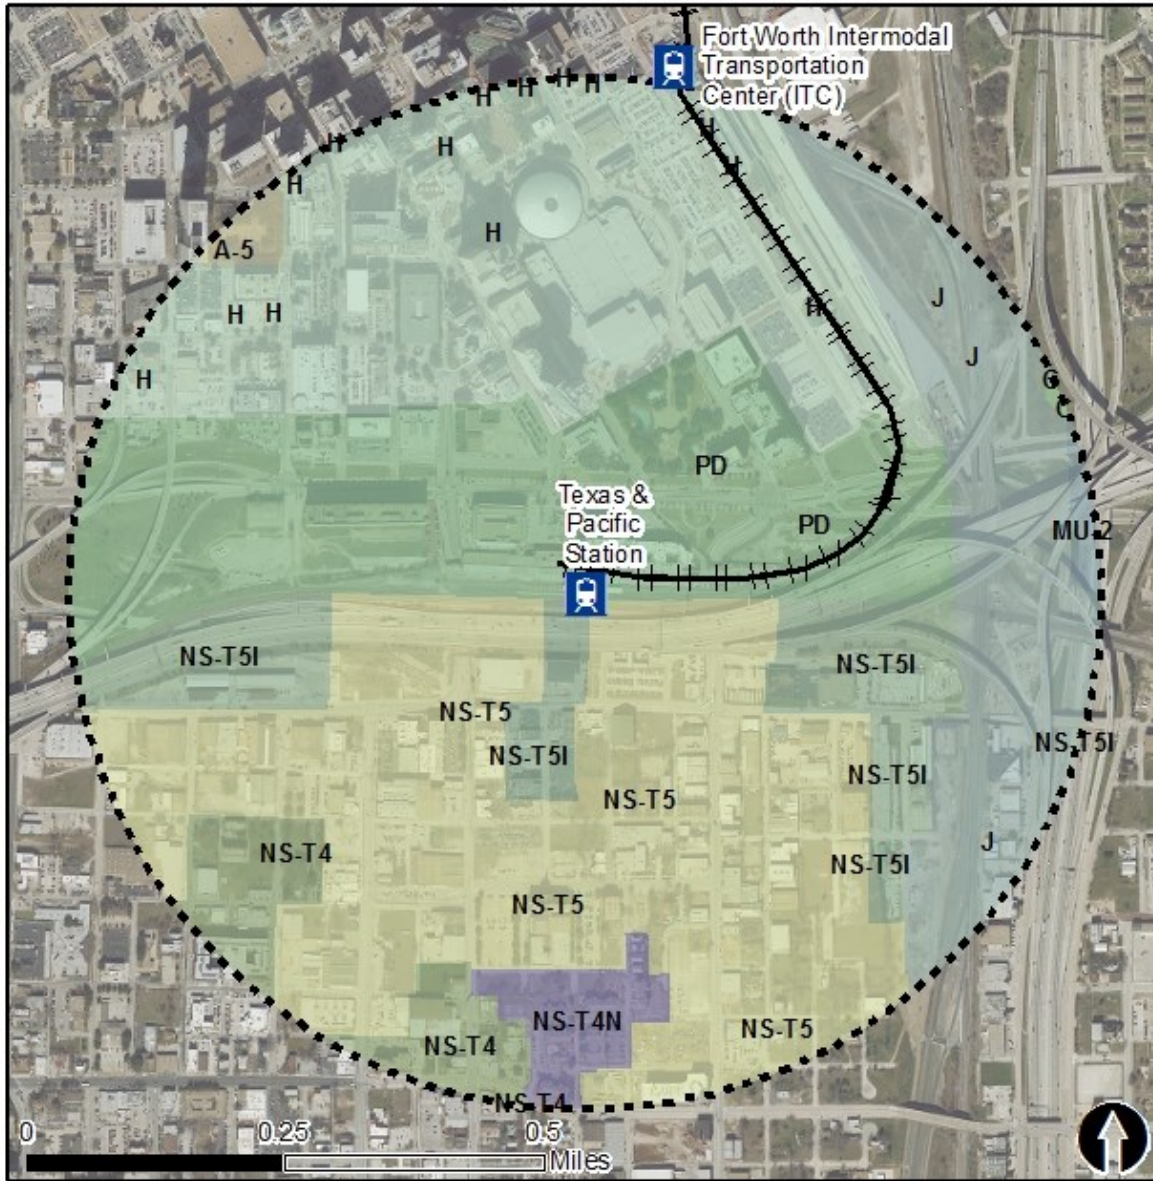 Fort Worth Intermodal
Transportation
Center (ITC)
H
H
H
H
H
H
H
H
H
H
A-5
H
H
H
H
J
J
H
G
C
PD
Texas &
Pacific
Station
PD
MU-2
NS-T5I
NS-T5I
NS-T5
NS-T5I
NS-T5I
NS-T5I
NS-T5
NS-T4
NS-T5I
J
NS-T5
NS-T4N
NS-T5
NS-T4
NS-T4
0
0.25
0.5
Miles